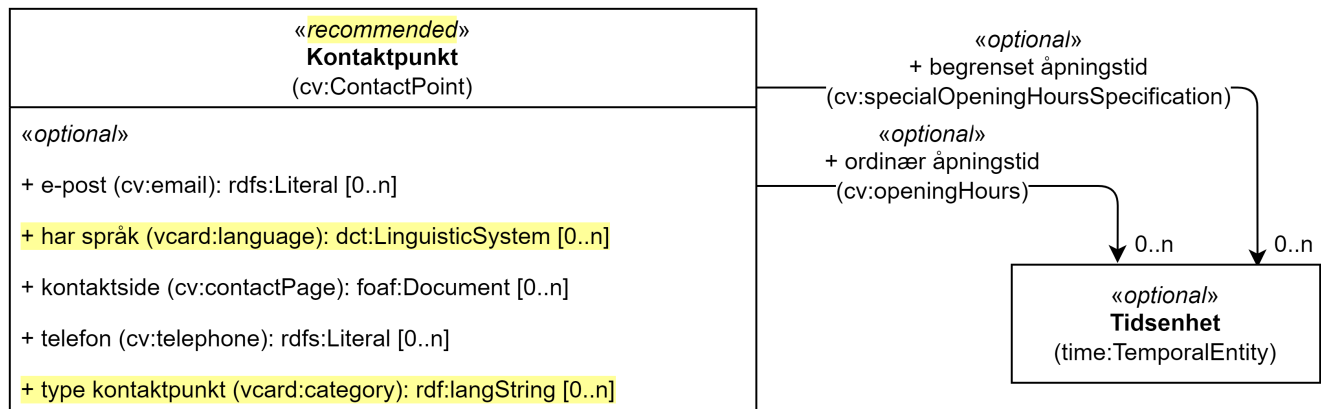 «recommended»
Kontaktpunkt
(cv:ContactPoint)
«optional»
+ e-post (cv:email): rdfs:Literal [0..n]
+ har språk (vcard:language): dct:LinguisticSystem [0..n]
+ kontaktside (cv:contactPage): foaf:Document [0..n]
+ telefon (cv:telephone): rdfs:Literal [0..n]
+ type kontaktpunkt (vcard:category): rdf:langString [0..n]
«optional»
+ begrenset åpningstid
(cv:specialOpeningHoursSpecification)
«optional»
+ ordinær åpningstid
(cv:openingHours)
0..n
0..n
«optional»
Tidsenhet
(time:TemporalEntity)